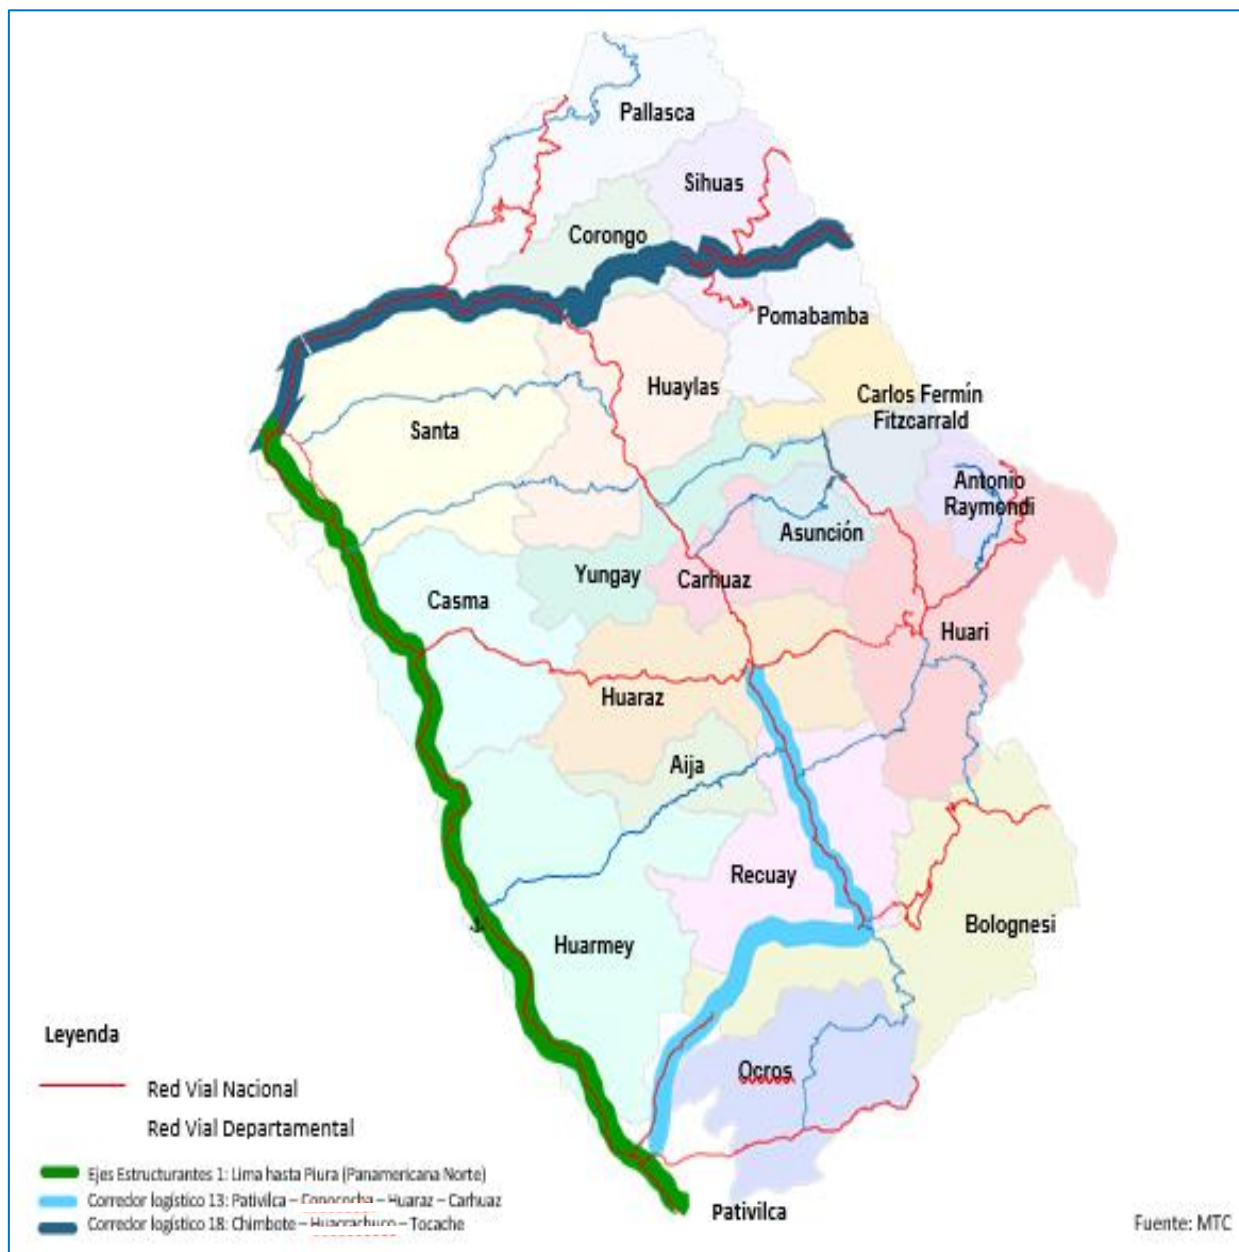 Pallasca
Sihuas
Corongo
Pomabamba
Huaylas
Carlos Fermín
Fitzcarrald
Santa
Antonio
Raymondi
Asunción
Yungay
Carhuaz
Casma
Huari
Huaraz
Aija
Recuay
Bolognesi
Huarmey
Leyenda
Ocros
Red Vial Nacional
Red Vial Departamental
Ejes Estructurantes 1: Lima hasta Piura (Panamericana Norte)
Corredor logístico 13: Pativilca – Conococha – Huaraz – Carhuaz
Corredor logístico 18: Chimbote – Huacrachuco – Tocache
Pativilca
Fuente: MTC